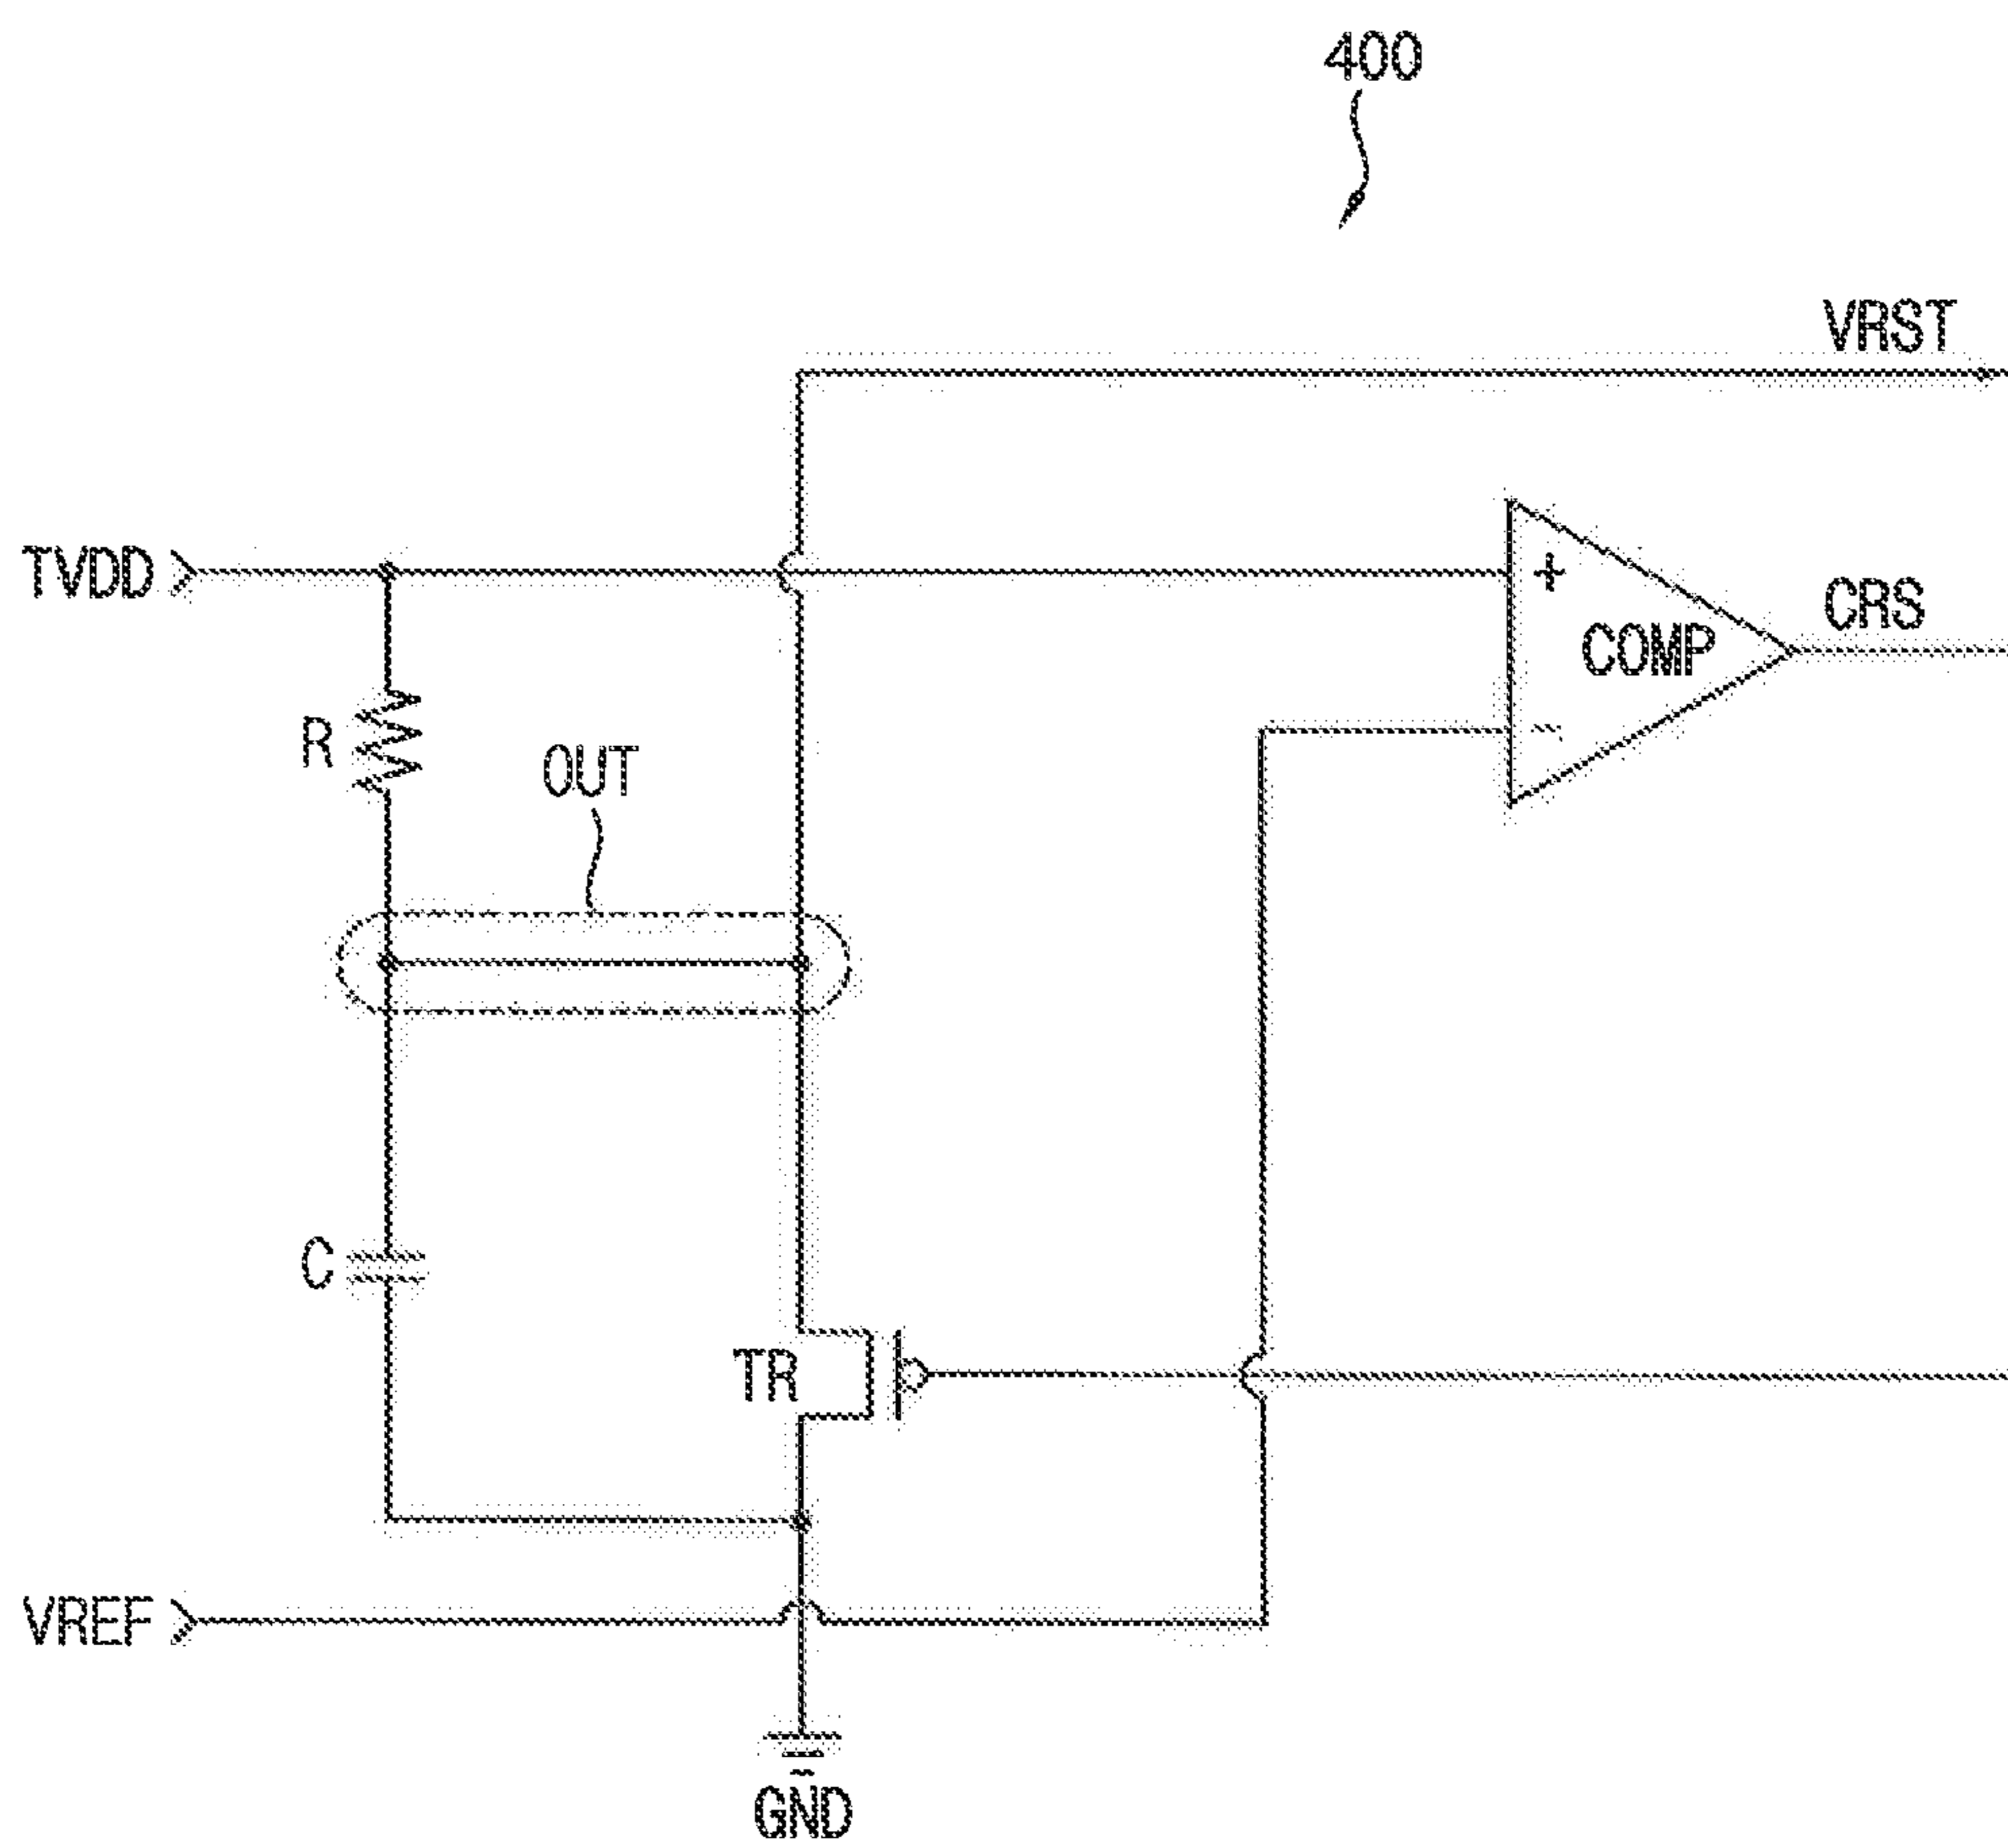 400
VRST
TVDD
+
COMP
CRS
R
OUT
-
C
TR
VREF
GND